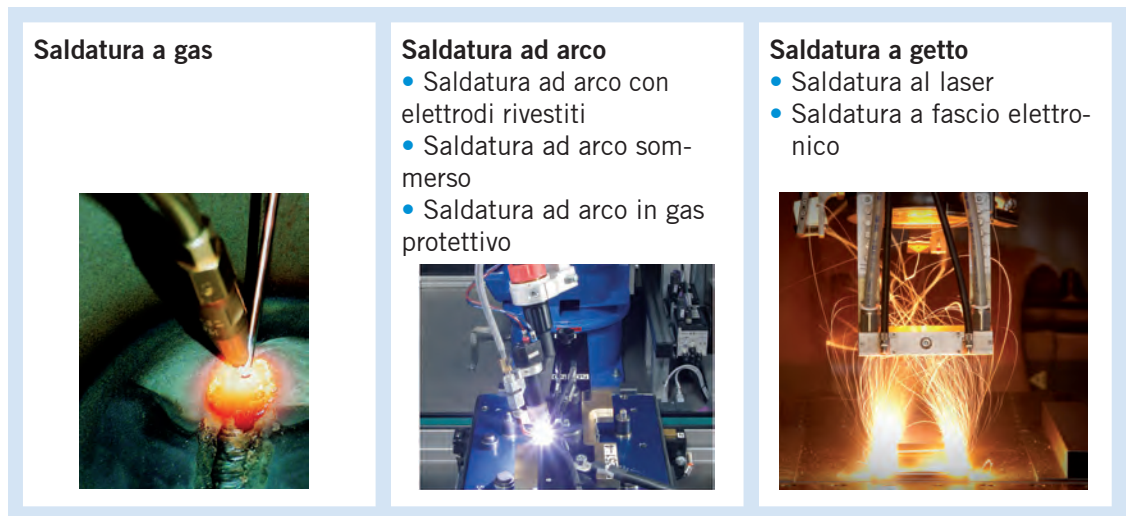 Saldatura a gas
Saldatura ad arco
• Saldatura ad arco con
elettrodi rivestiti
• Saldatura ad arco som-
merso
• Saldatura ad arco in gas
protettivo
Saldatura a getto
• Saldatura al laser
• Saldatura a fascio elettro-
nico